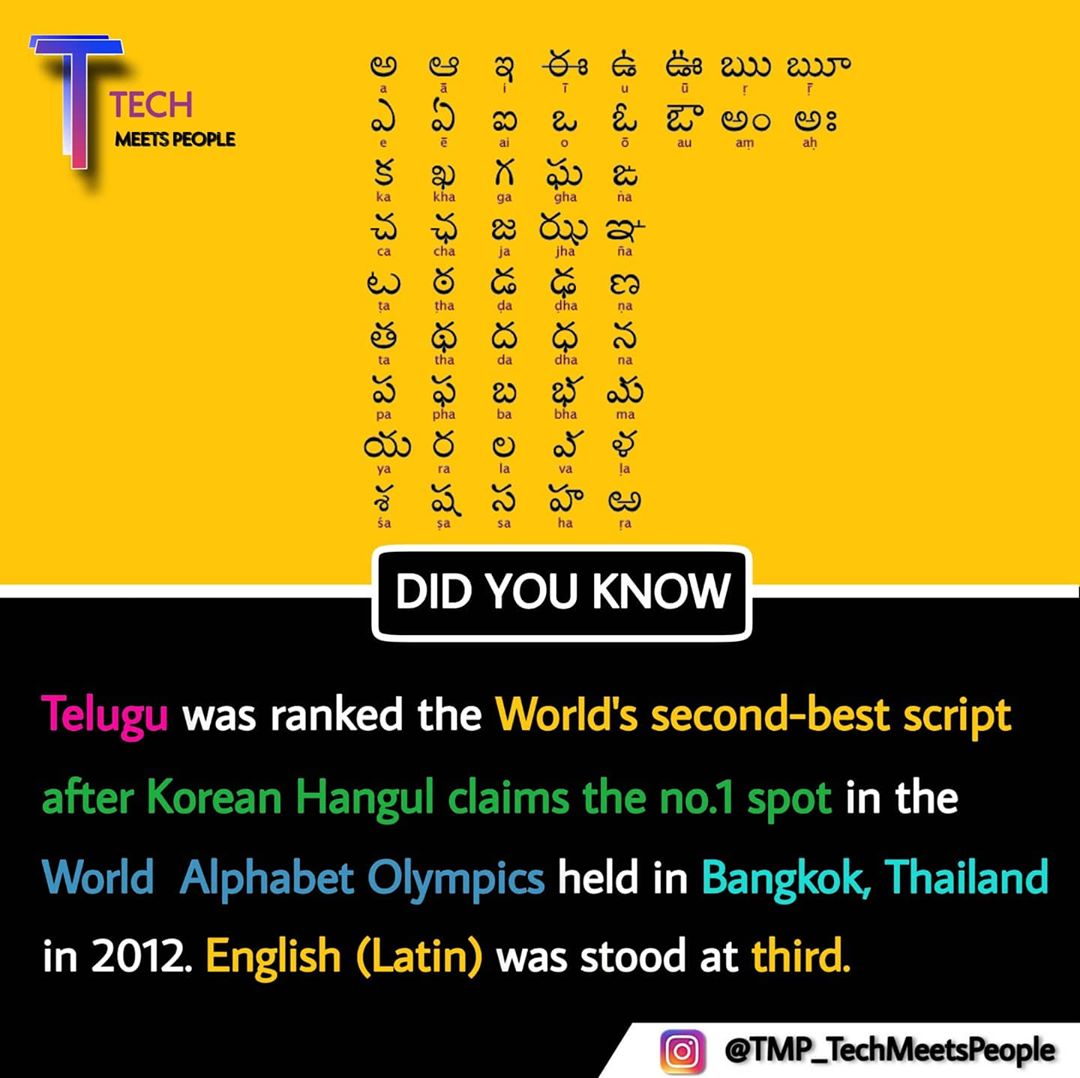 T TECH
MEETS PEOPLE
అ ఆ ఇ ఈ ఉ ఊ ఋ ౠ
a ā i ī u ū ṛ ṝ
ఎ ఏ ఐ ఒ ఓ ఔ అం అః
e ē ai o ō au aṃ aḥ
క ఖ గ ఘ ఙ
ka kha ga gha ṅa
చ ఛ జ ఝ ఞ
ca cha ja jha ña
ట ఠ డ ఢ ణ
ṭa ṭha ḍa ḍha ṇa
త థ ద ధ న
ta tha da dha na
ప ఫ బ భ మ
pa pha ba bha ma
య ర ల వ ళ
ya ra la va ḷa
శ ష స హ ఱ
śa ṣa sa ha ṛa
DID YOU KNOW
Telugu was ranked the World's second-best script
after Korean Hangul claims the no.1 spot in the
World Alphabet Olympics held in Bangkok, Thailand
in 2012. English (Latin) was stood at third.
@TMP_TechMeetsPeople